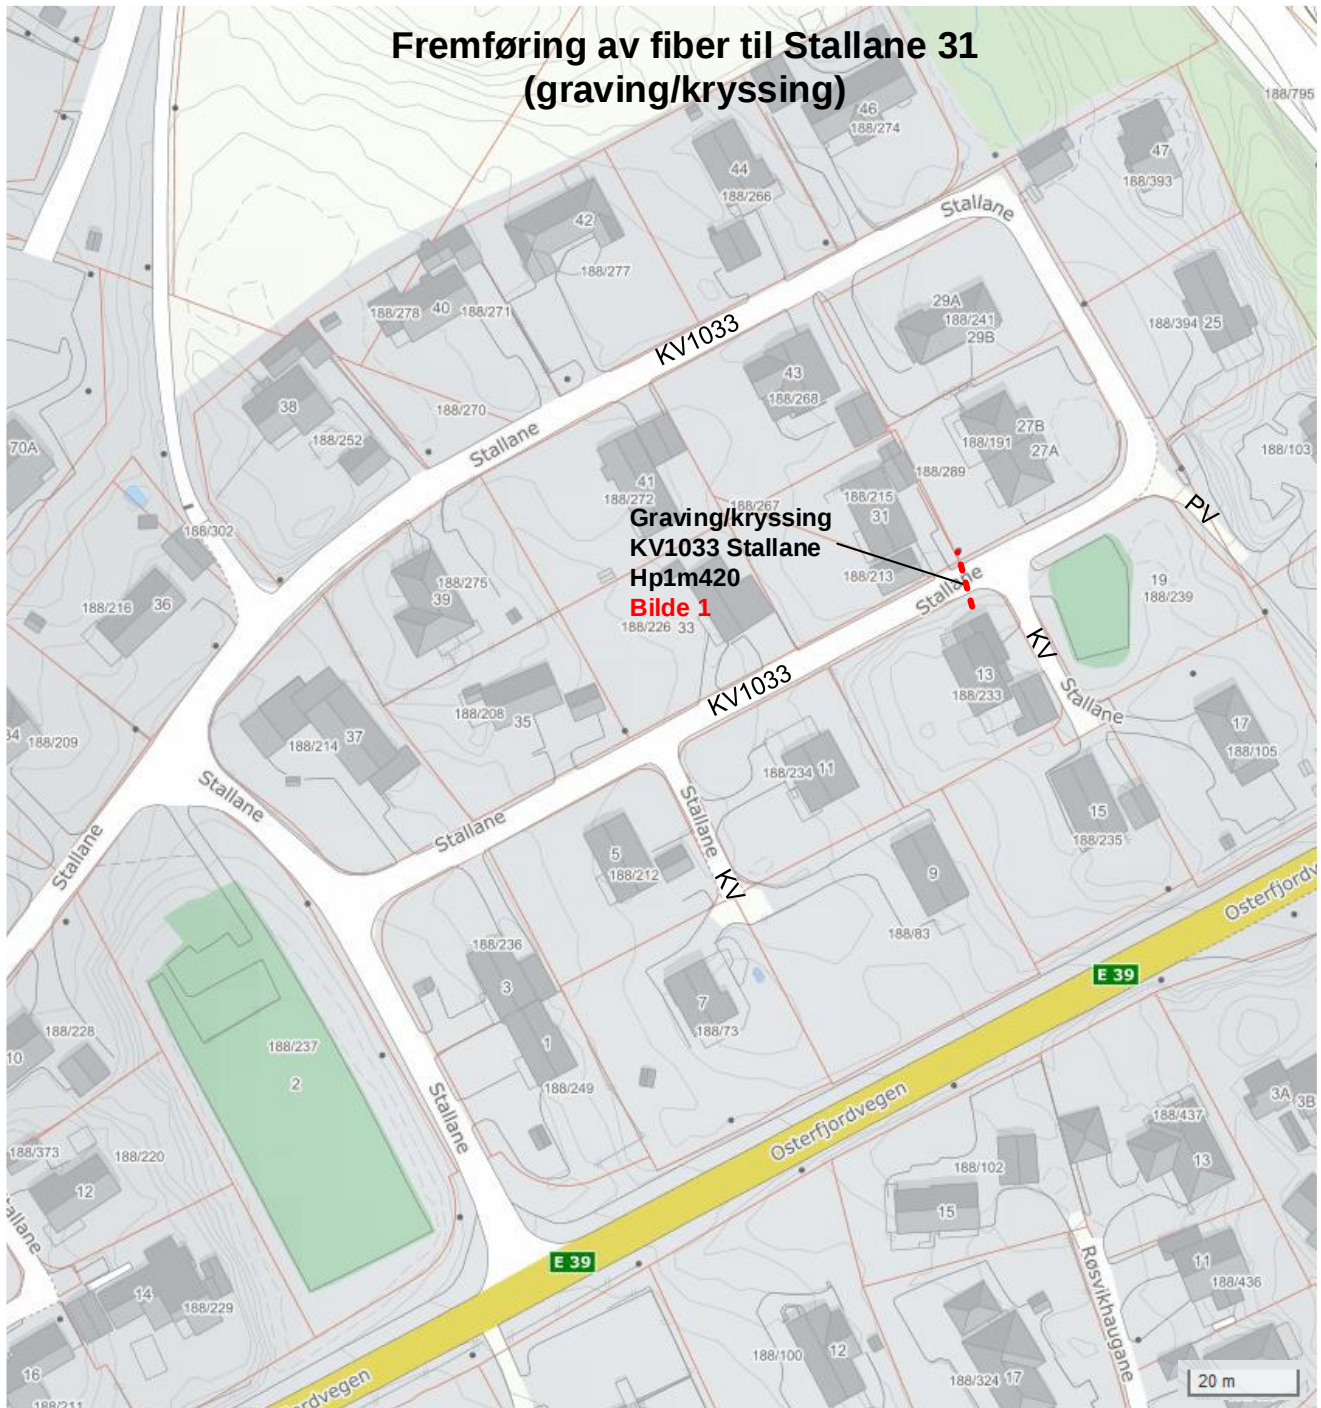 Fremføring av fiber til Stallane 31
(graving/kryssing)
46
188/274
188/795
47
188/393
44
188/266
Stallane
42
188/277
188/278
40
188/271
29A
188/241
29B
188/394 25
KV1033
43
188/268
38
188/252
188/270
Stallane
27B
188/191
27A
70A
188/103
41
188/272
188/267
188/289
188/215
31
PV
188/302
Graving/kryssing
KV1033 Stallane
Hp1m420
Bilde 1
188/213
Stallane
188/275
39
19
188/239
188/216
36
188/226 33
KV
13
188/233
Stallane
KV1033
188/208
35
188/209
188/214
37
17
188/105
188/234 11
Stallane
Stallane
Stallane
15
188/235
5
188/212
Stallane
KV
9
188/83
Stallane
188/236
3
E 39
7
188/73
188/228
10
188/237
2
1
188/249
Stallane
Osterfjordvegen
3A
3B
188/437
13
188/373
188/220
12
188/102
15
E 39
Røsvikhaugane
11
188/436
14
188/229
188/100
12
16
188/324 17
20 m